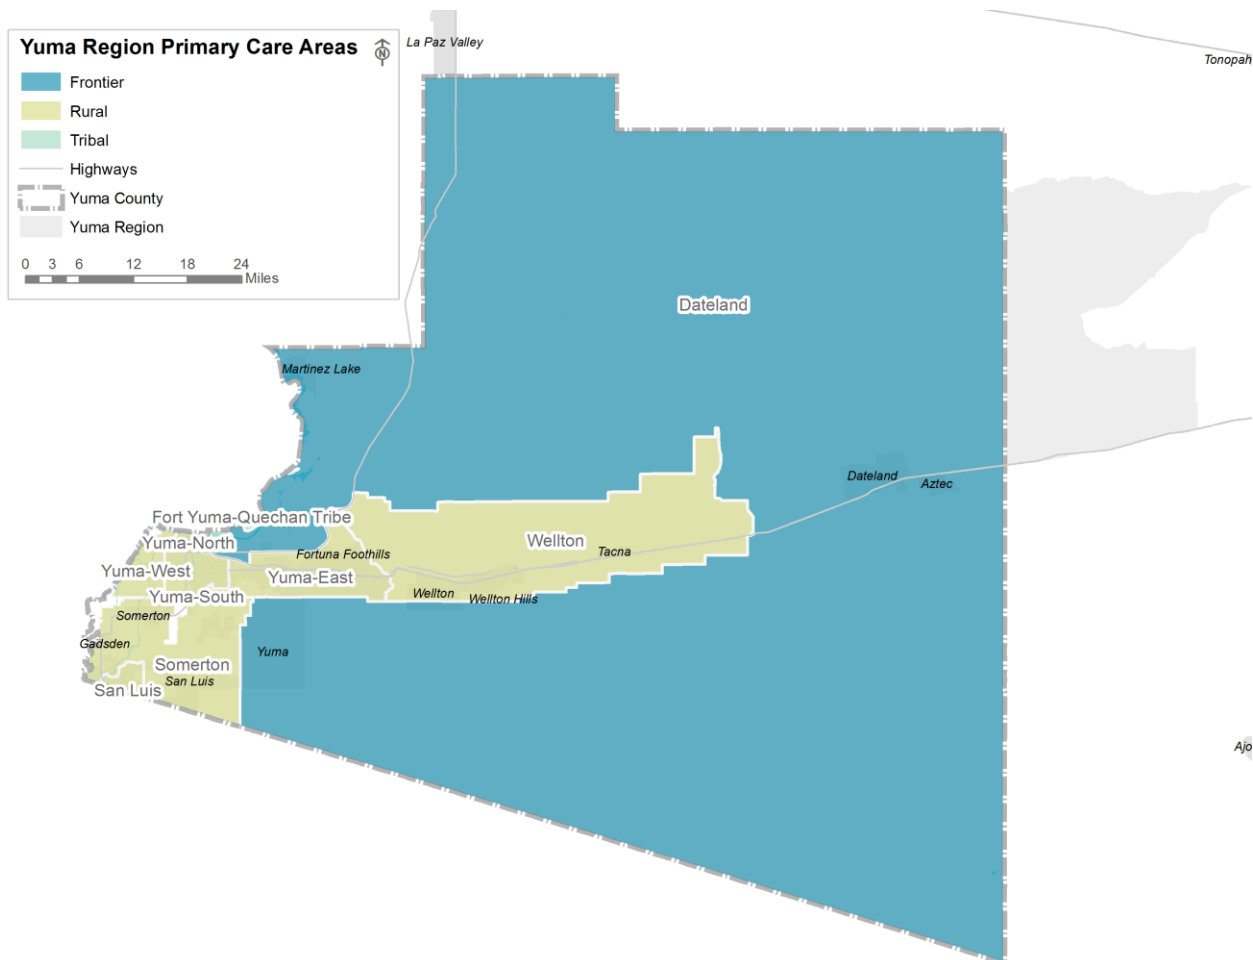 Yuma Region Primary Care Areas
N
Frontier
Rural
Tribal
Highways
Yuma County
Yuma Region
0 3 6 12 18 24
Miles
La Paz Valley
Tonopah
Dateland
Martinez Lake
Dateland
Aztec
Fort Yuma-Quechan Tribe
Yuma-North
Wellton
Fortuna Foothills
Tacna
Yuma-West
Yuma-East
Yuma-South
Wellton
Wellton Hills
Somerton
Gadsden
Yuma
Somerton
San Luis
San Luis
Ajo